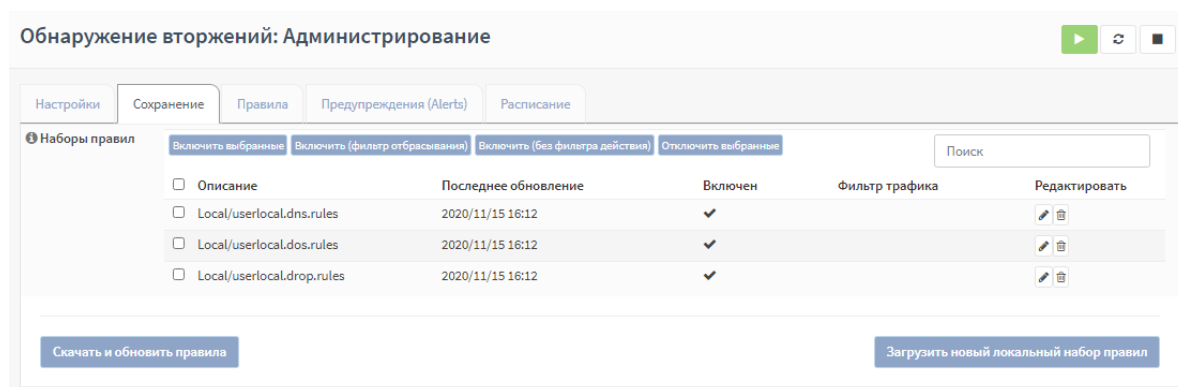 Обнаружение вторжений: Администрирование
Настройки Сохранение Правила Предупреждения (Alerts) Расписание
Наборы правил
Включить выбранные Включить (фильтр отбрасывания) Включить (без фильтра действия) Отключить выбранные Поиск
Описание Последнее обновление Включен Фильтр трафика Редактировать
Local/userlocal.dns.rules 2020/11/15 16:12
Local/userlocal.dos.rules 2020/11/15 16:12
Local/userlocal.drop.rules 2020/11/15 16:12
Скачать и обновить правила Загрузить новый локальный набор правил